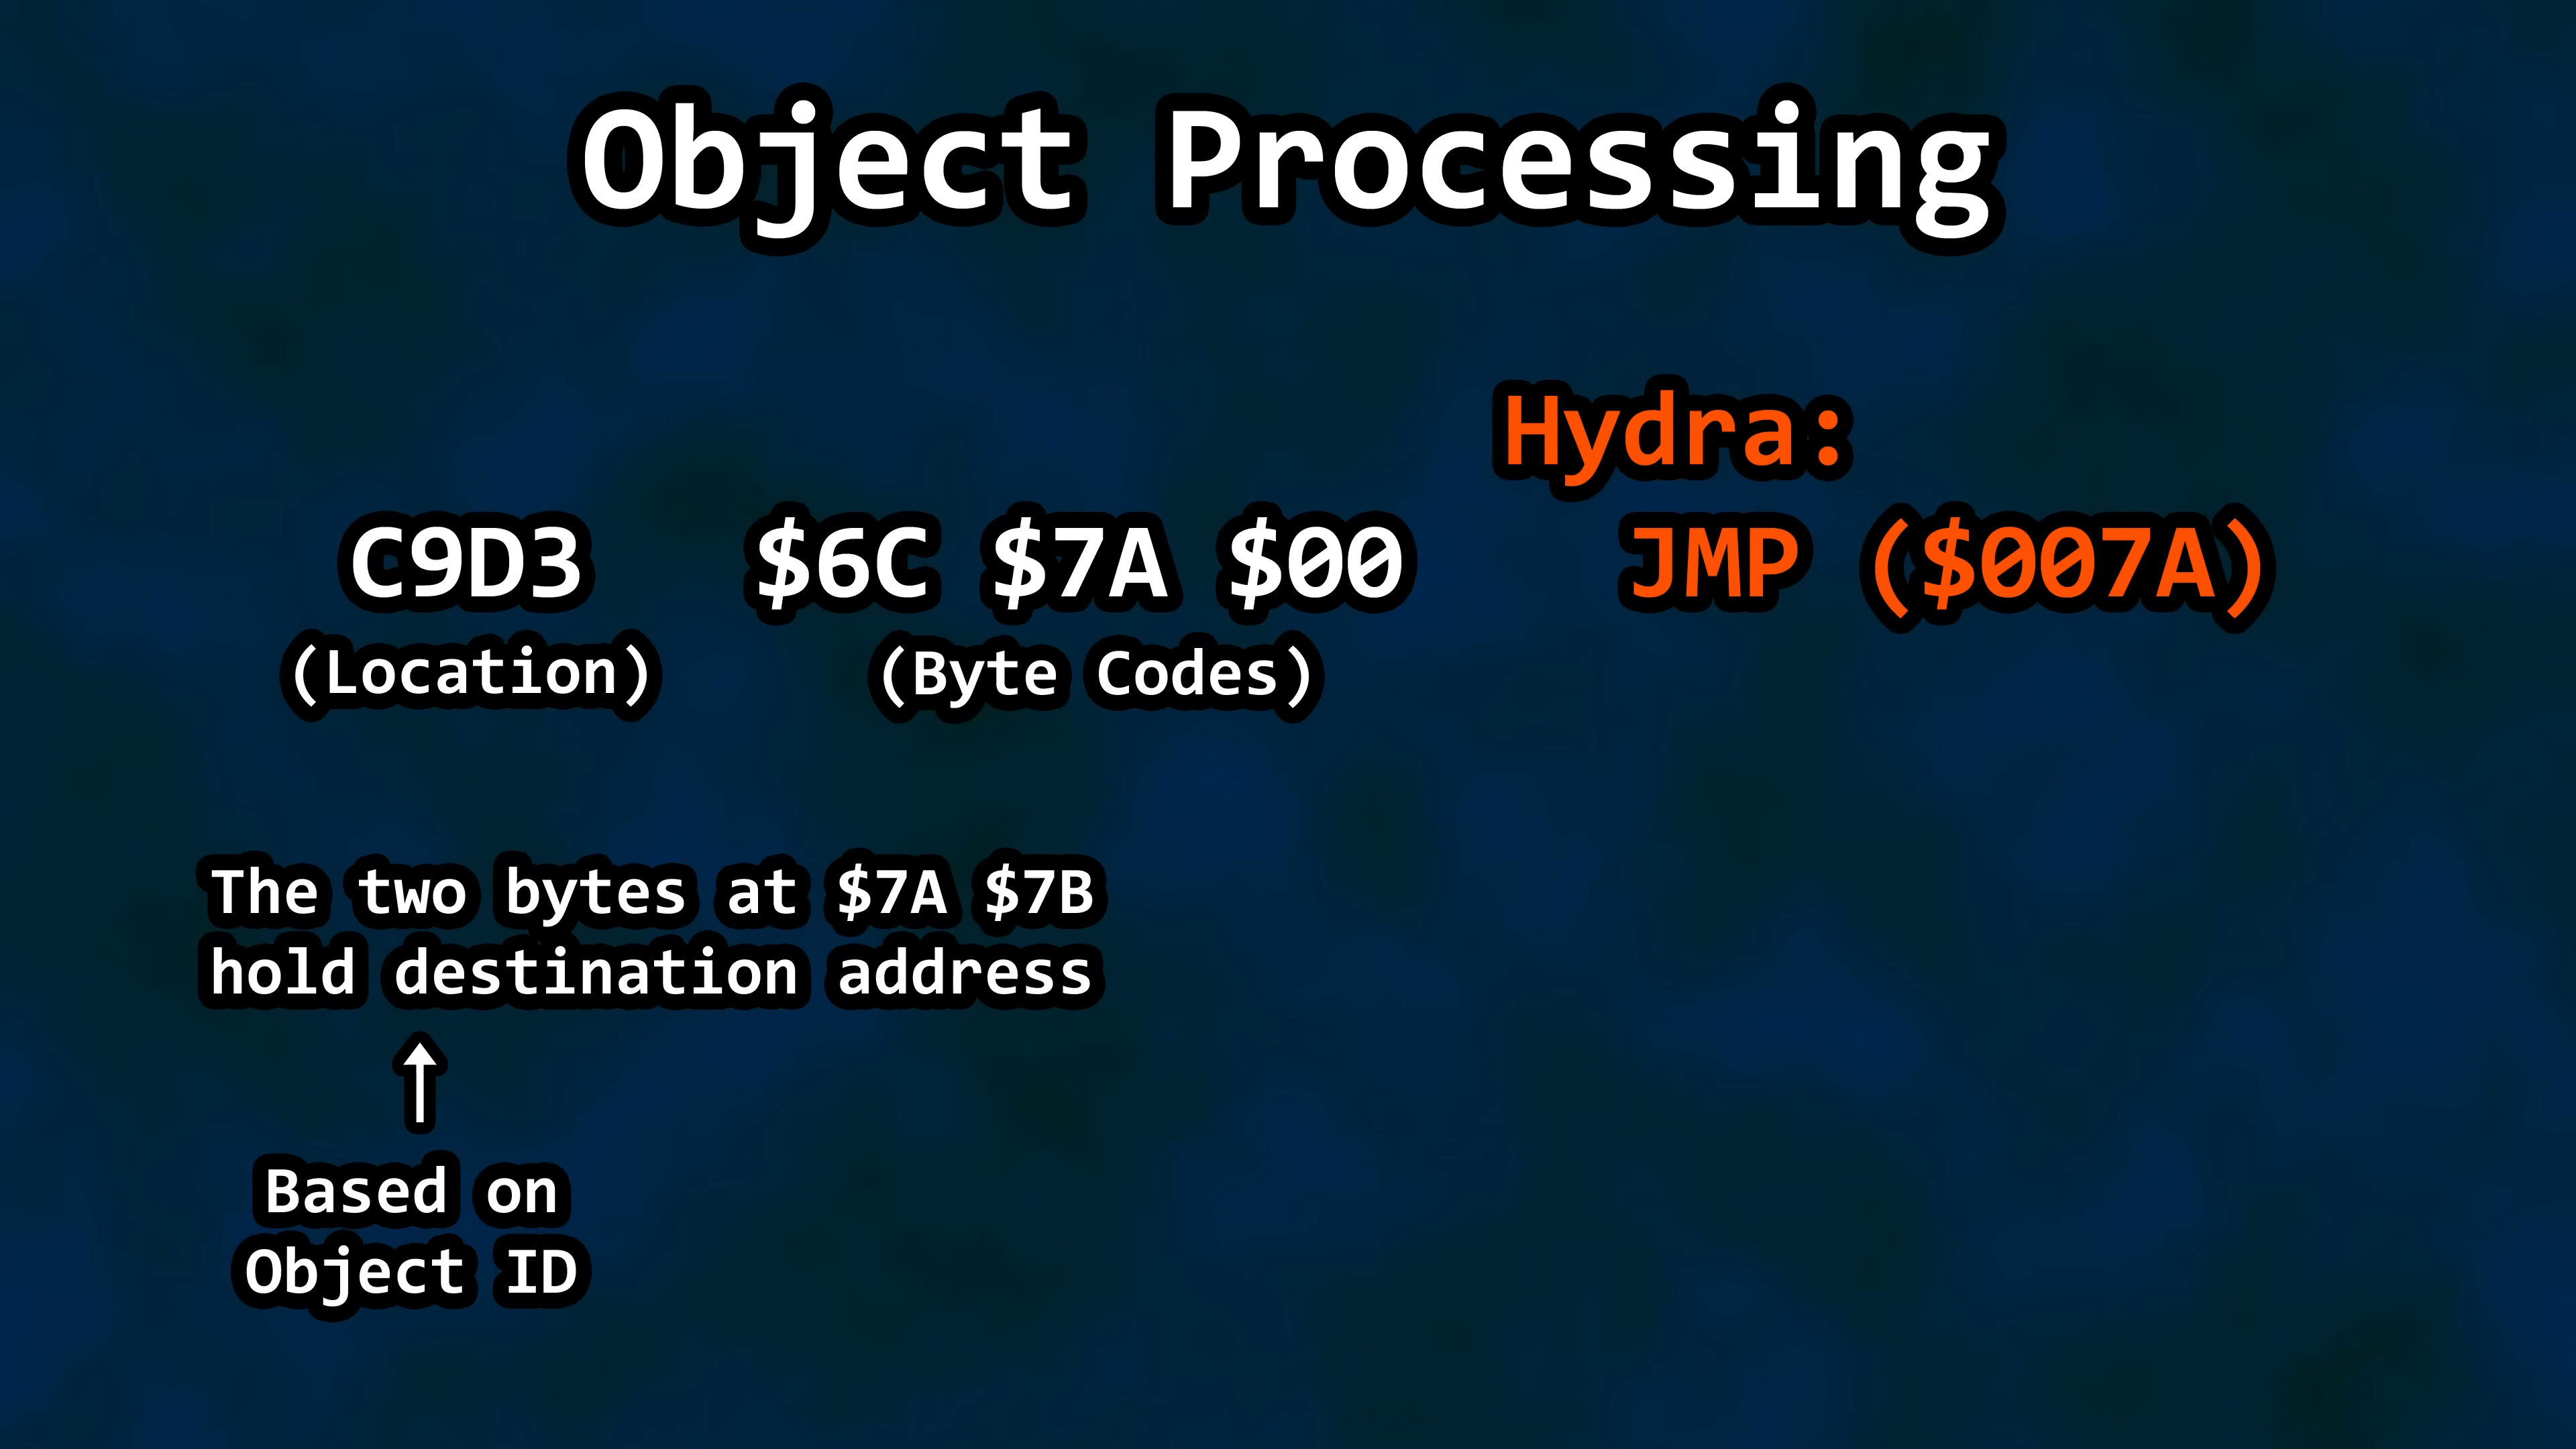 Object Processing
Hydra:
C9D3 $6C $7A $00 JMP ($007A)
(Location) (Byte Codes)
The two bytes at $7A $7B
hold destination address
↑
Based on
Object ID